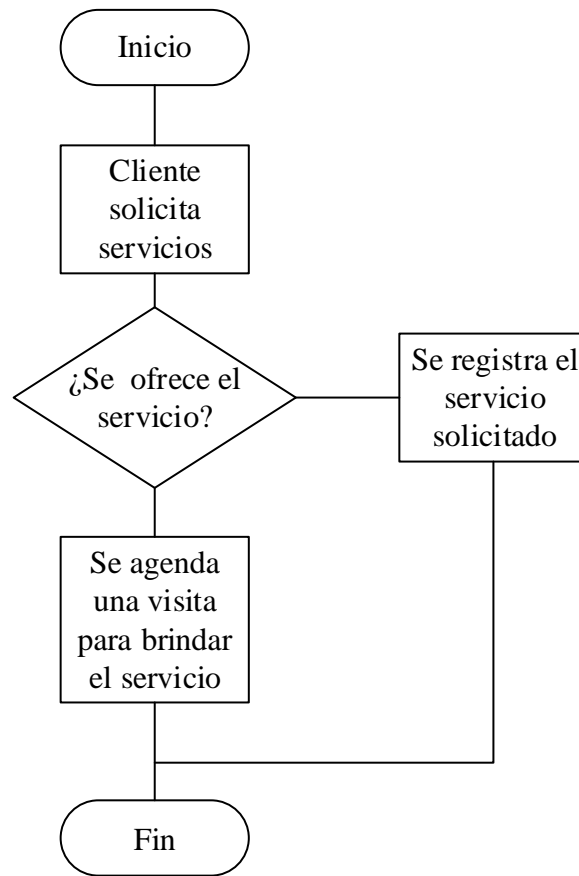 Inicio
Cliente
solicita
servicios
¿Se ofrece el
servicio?
Se registra el
servicio
solicitado
Se agenda
una visita
para brindar
el servicio
Fin